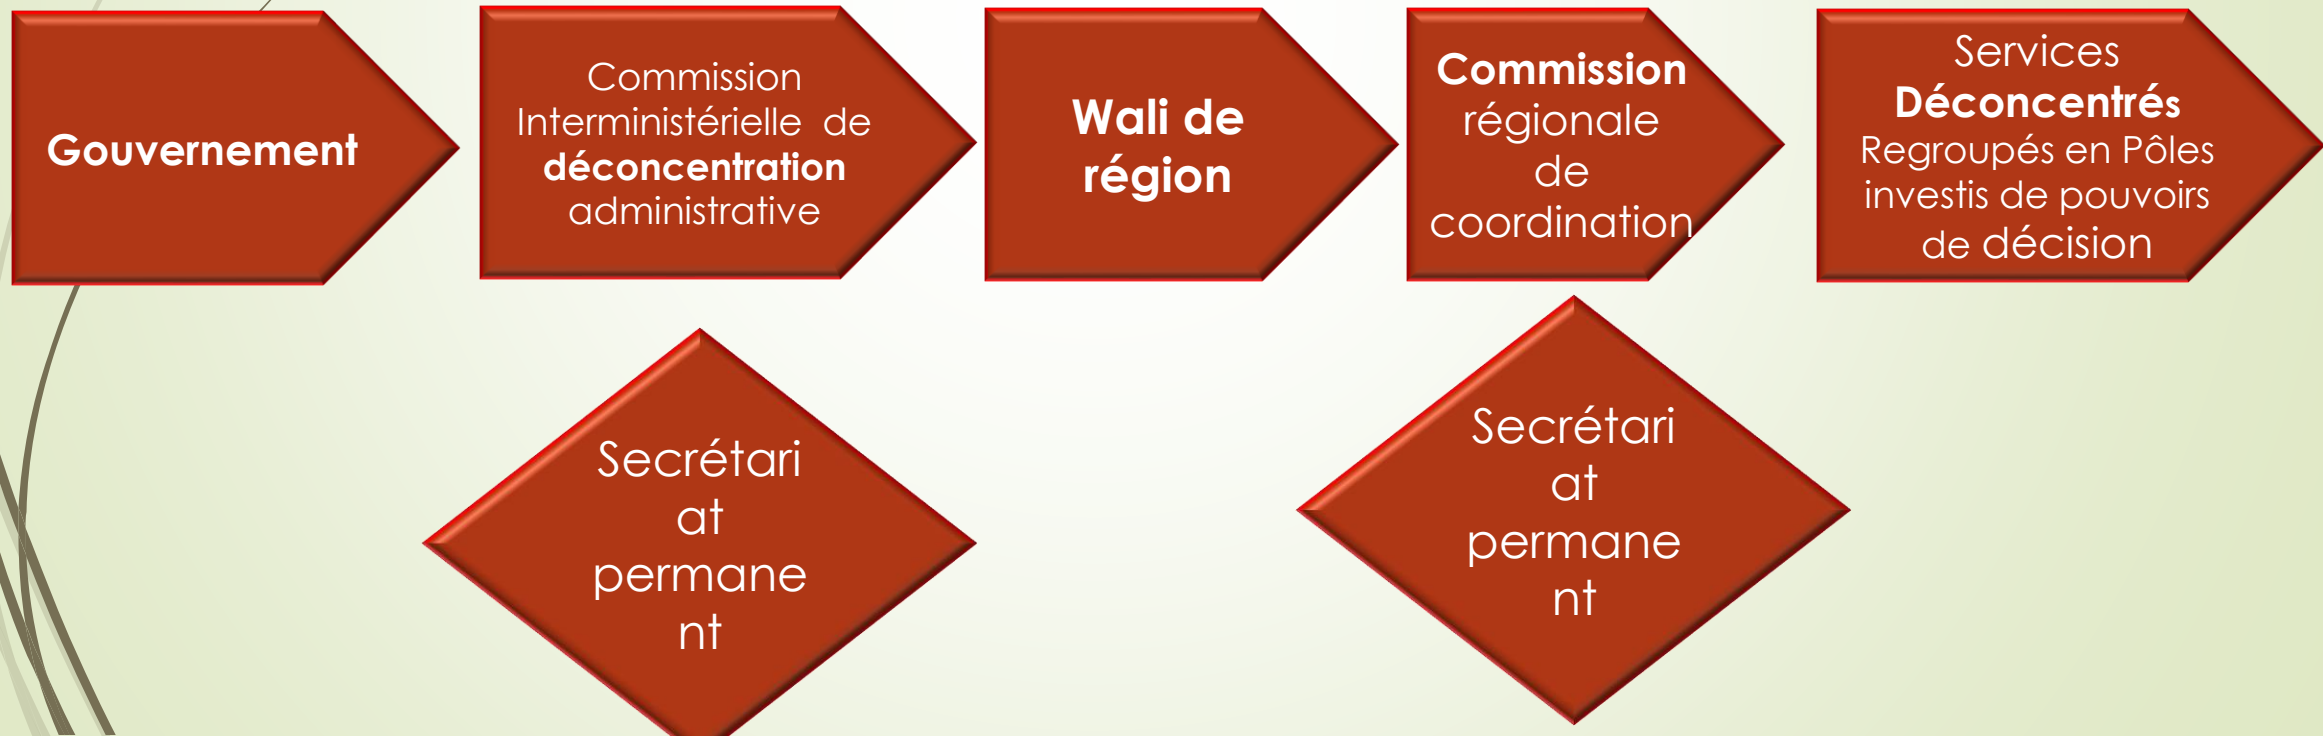 Gouvernement
Commission
Interministérielle de
déconcentration
administrative
Wali de
région
Commission
régionale
de
coordination
Services
Déconcentrés
Regroupés en Pôles
investis de pouvoirs
de décision
Secrétari
at
permane
nt
Secrétari
at
permane
nt